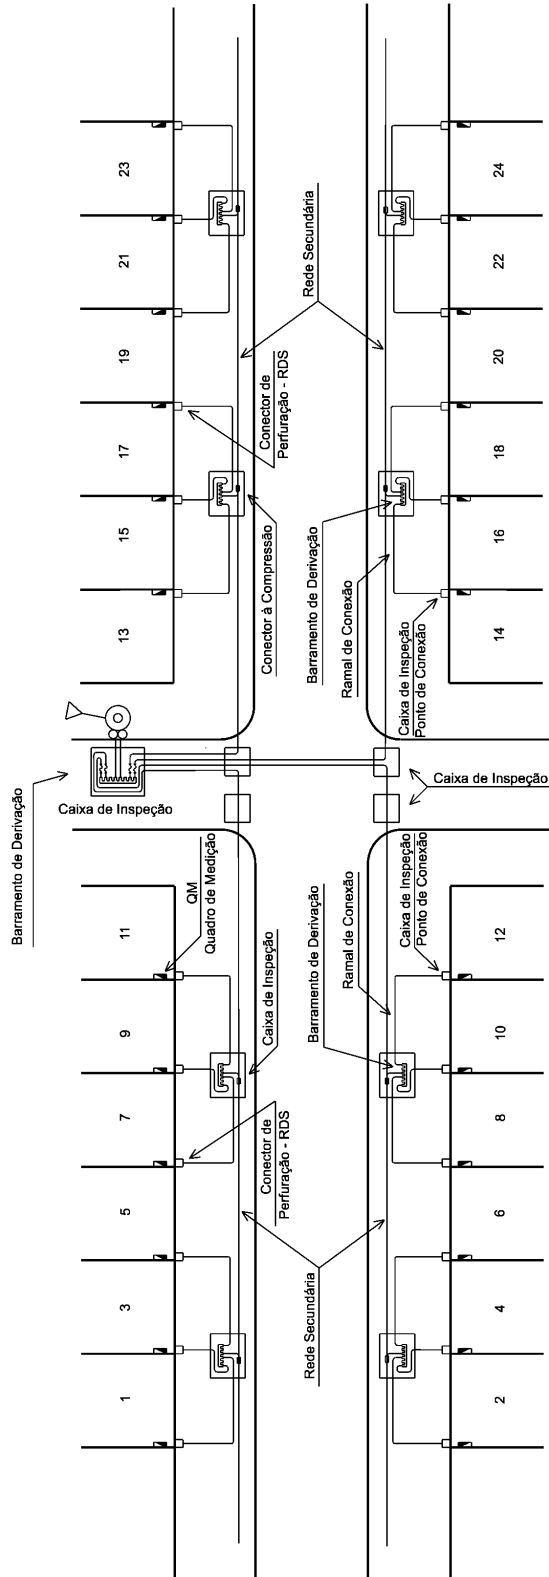 23
21
19
17
15
13
24
22
20
18
16
14
Rede Secundária
Conector de
Perfuração - RDS
Conector à Compressão
Barramento de Derivação
Ramal de Conexão
Caixa de Inspeção
Ponto de Conexão
Caixa de Inspeção
Barramento de Derivação
Caixa de Inspeção
QM
Quadro de Medição
Caixa de Inspeção
Barramento de Derivação
Ramal de Conexão
Caixa de Inspeção
Ponto de Conexão
Conector de
Perfuração - RDS
Rede Secundária
11
9
7
5
3
1
12
10
8
6
4
2